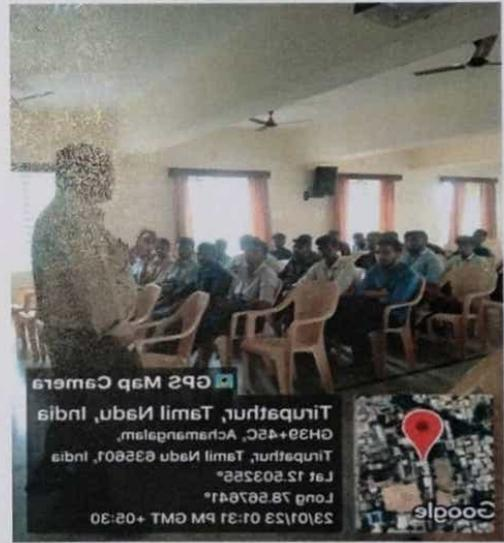 GPS Map Camera
Tirupathur, Tamil Nadu, India
GH39+45C, Achamangalam,
Tirupathur, Tamil Nadu 635601, India
Lat 12.503255°
Long 78.567641°
23/01/23 01:31 PM GMT +05:30
Google